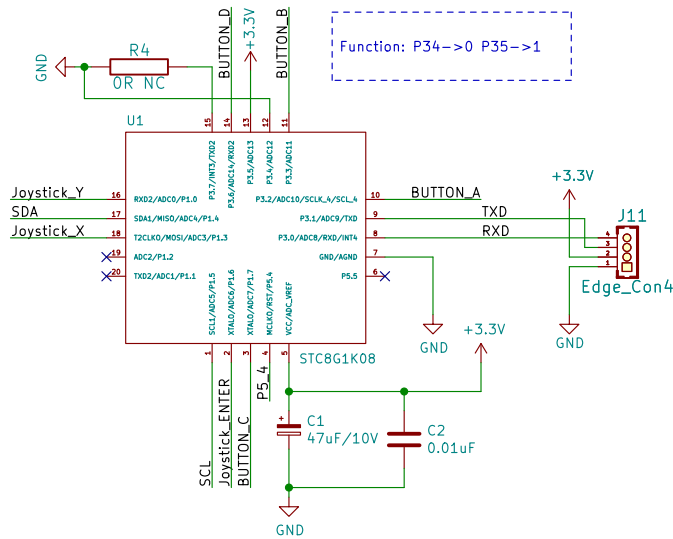 BUTTON_D
+3.3V
BUTTON_B
Function: P34->0 P35->1
GND
R4
0R NC
U1
15
14
13
12
11
P3.7/INT3/TXD2
P3.6/ADC14/RXD2
P3.5/ADC13
P3.4/ADC12
P3.3/ADC11
Joystick_Y
16
RXD2/ADC0/P1.0
P3.2/ADC10/SCLK_4/SCL_4
10
BUTTON_A
SDA
17
SDA1/MISO/ADC4/P1.4
P3.1/ADC9/TXD
9
TXD
Joystick_X
18
T2CLKO/MOSI/ADC3/P1.3
P3.0/ADC8/RXD/INT4
8
RXD
19
ADC2/P1.2
GND/AGND
7
20
TXD2/ADC1/P1.1
P5.5
6
+3.3V
J11
4
3
2
1
Edge_Con4
GND
GND
SCL1/ADC5/P1.5
XTALO/ADC6/P1.6
XTALO/ADC7/P1.7
MCLKO/RST/P5.4
VCC/ADC_VREF
1
2
3
4
5
STC8G1K08
+3.3V
SCL
Joystick_ENTER
BUTTON_C
P5_4
+
C1
47uF/10V
C2
0.01uF
GND